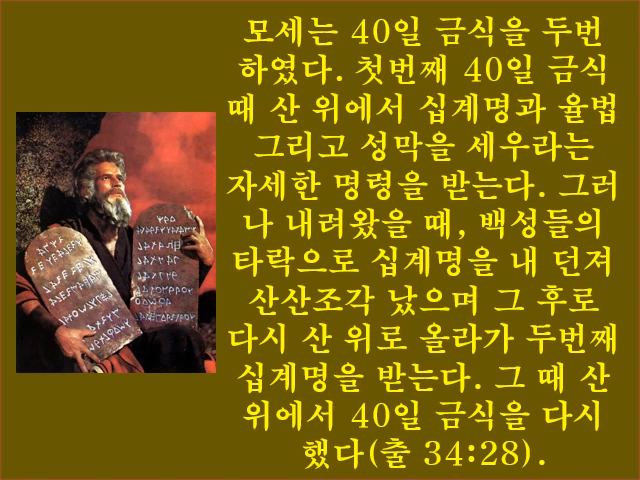 모세는 40일 금식을 두번
하였다. 첫번째 40일 금식
때 산 위에서 십계명과 율법
그리고 성막을 세우라는
자세한 명령을 받는다. 그러
나 내려왔을 때, 백성들의
타락으로 십계명을 내 던져
산산조각 났으며 그 후로
다시 산 위로 올라가 두번째
십계명을 받는다. 그 때 산
위에서 40일 금식을 다시
했다(출 34:28).